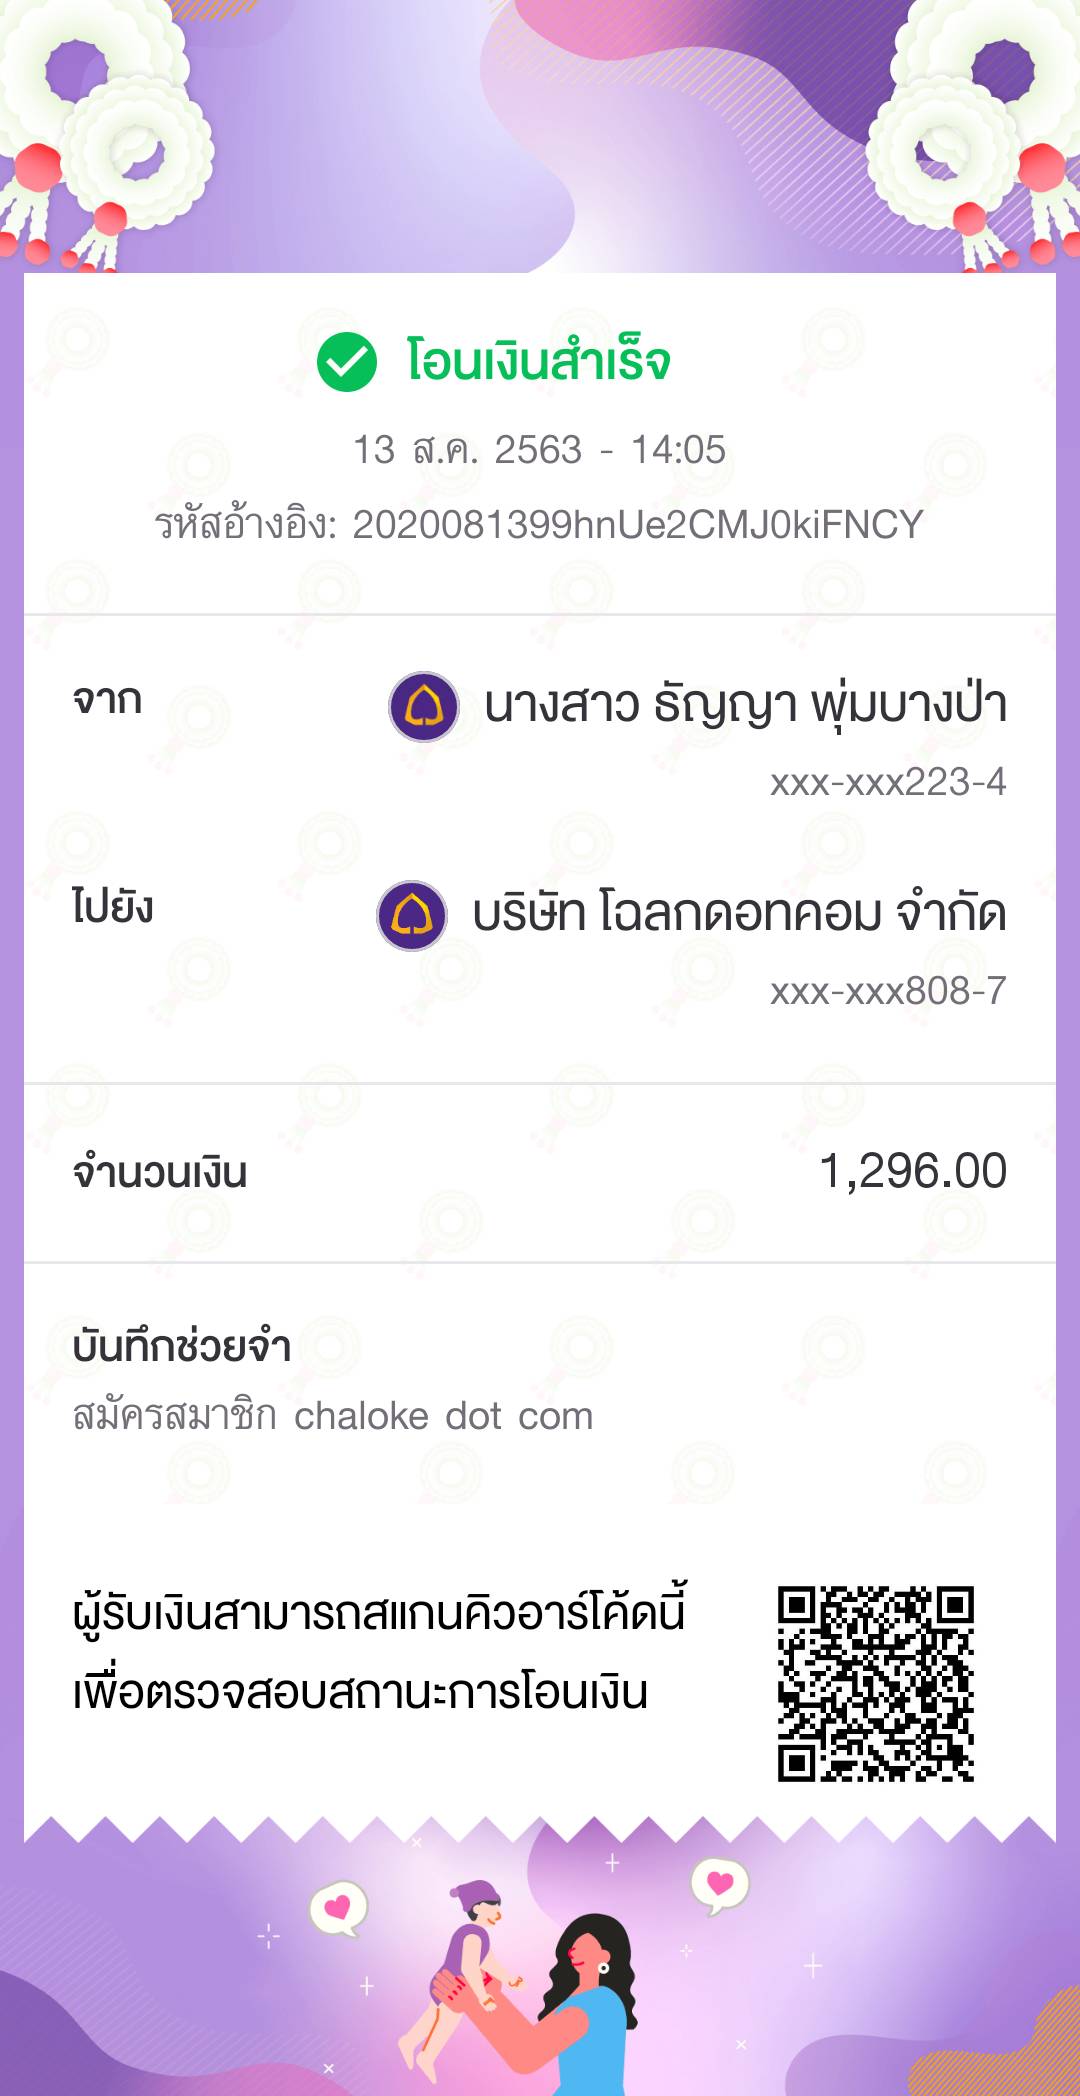 โอนเงินสำเร็จ
13 ส.ค. 2563 - 14:05
รหัสอ้างอิง: 2020081399hnUe2CMJ0kiFNCY
จาก
นางสาว ธัญญา พุ่มบางป่า
xxx-xxx223-4
ไปยัง
บริษัท โฉลกดอทคอม จำกัด
xxx-xxx808-7
จำนวนเงิน
1,296.00
บันทึกช่วยจำ
สมัครสมาชิก chaloke dot com
ผู้รับเงินสามารถสแกนคิวอาร์โค้ดนี้
เพื่อตรวจสอบสถานะการโอนเงิน